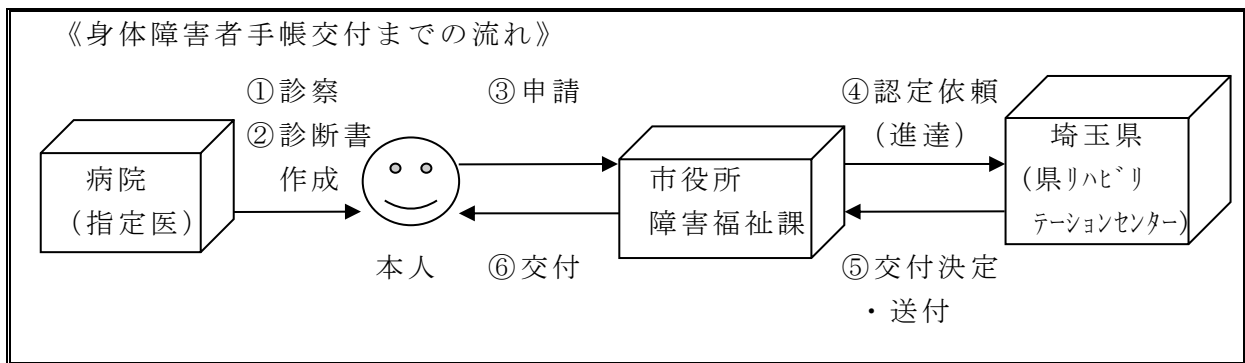 《身体障害者手帳交付までの流れ》
①診察
②診断書
作成
③申請
④認定依頼
(進達)
病院
(指定医)
本人
市役所
障害福祉課
埼玉県
(県ﾘﾊﾋﾞﾘ
ﾃｰｼｮﾝｾﾝﾀｰ)
⑥交付
⑤交付決定
・送付